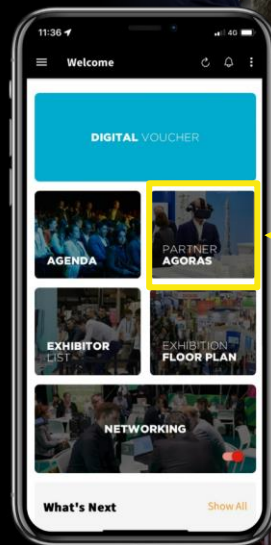 11:36
4G
Welcome
DIGITAL VOUCHER
AGENDA
PARTNER
AGORAS
EXHIBITOR
LIST
EXHIBITION
FLOOR PLAN
NETWORKING
What's Next
Show All